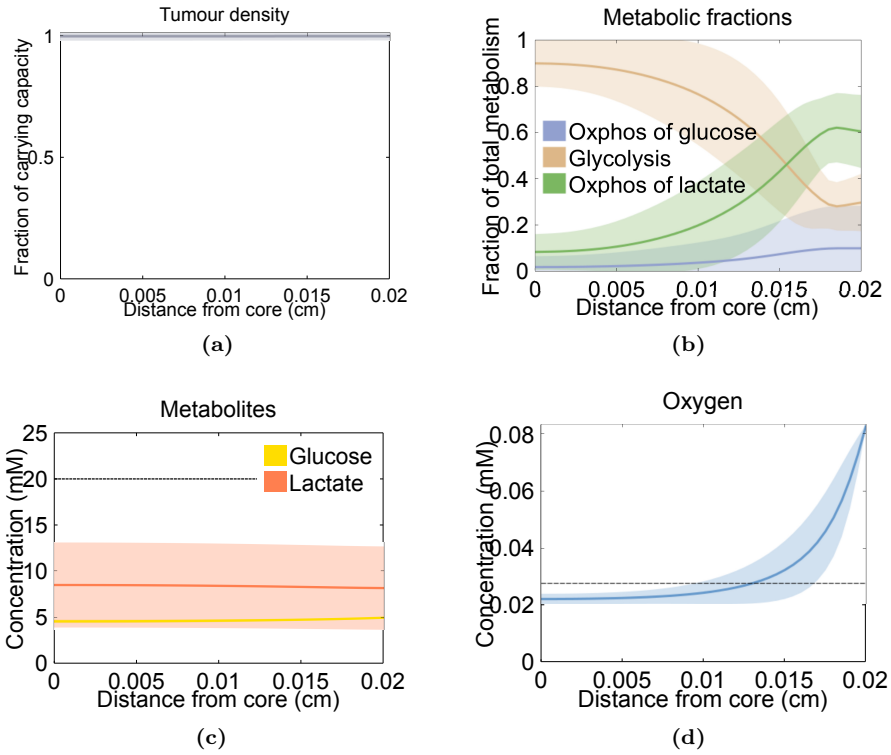 Tumour density
Fraction of carrying capacity
1
0.5
0
0 0.005 0.01 0.015 0.02
Distance from core (cm)
(a)
Metabolic fractions
Fraction of total metabolism
1
0.8
0.6
0.4
0.2
0
Oxphos of glucose
Glycolysis
Oxphos of lactate
0 0.005 0.01 0.015 0.02
Distance from core (cm)
(b)
Metabolites
Concentration (mM)
25
20
15
10
5
0
Glucose
Lactate
0 0.005 0.01 0.015 0.02
Distance from core (cm)
(c)
Oxygen
Concentration (mM)
0.08
0.06
0.04
0.02
0
0 0.005 0.01 0.015 0.02
Distance from core (cm)
(d)